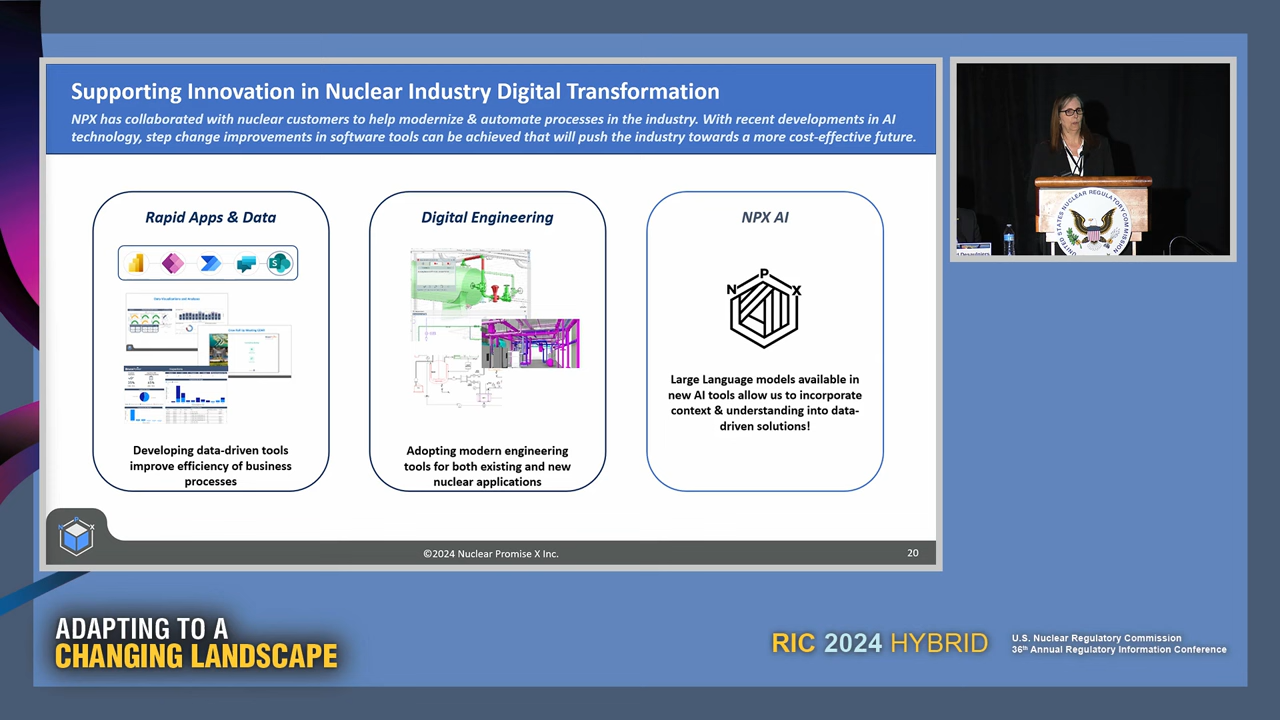 Supporting Innovation in Nuclear Industry Digital Transformation
NPX has collaborated with nuclear customers to help modernize & automate processes in the industry. With recent developments in AI
technology, step change improvements in software tools can be achieved that will push the industry towards a more cost-effective future.
Rapid Apps & Data
Developing data-driven tools
improve efficiency of business
processes
Digital Engineering
Adopting modern engineering
tools for both existing and new
nuclear applications
NPX AI
N P X
Large Language models available in
new AI tools allow us to incorporate
context & understanding into data-
driven solutions!
N P X
©2024 Nuclear Promise X Inc.
20
UNITED STATES NUCLEAR REGULATORY COMMISSION
ADAPTING TO A
CHANGING LANDSCAPE
RIC 2024 HYBRID
U.S. Nuclear Regulatory Commission
36th Annual Regulatory Information Conference